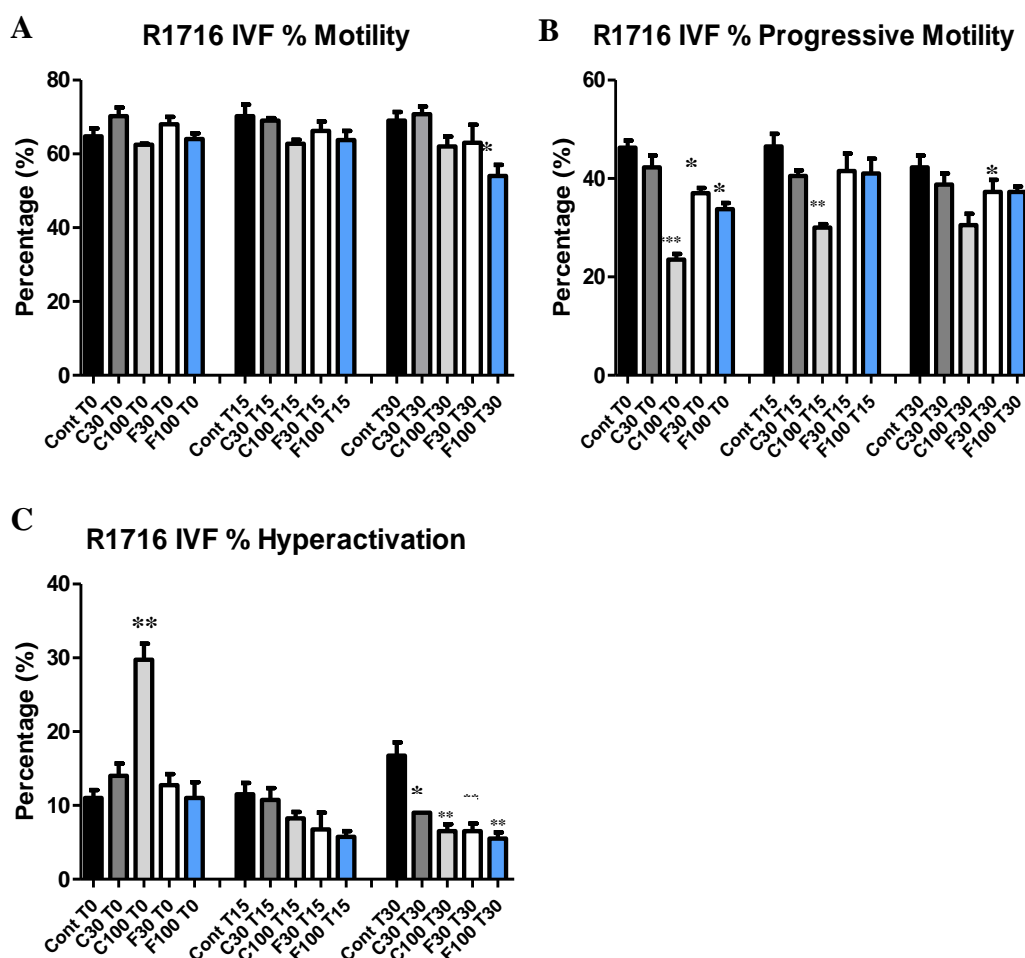 A
R1716 IVF % Motility
Percentage (%)
80
60
40
20
0
*
Cont T0
C30 T0
C100 T0
F30 T0
F100 T0
Cont T15
C30 T15
C100 T15
F30 T15
F100 T15
Cont T30
C30 T30
C100 T30
F30 T30
F100 T30
B
R1716 IVF % Progressive Motility
Percentage (%)
60
40
20
0
***
*
*
**
*
Cont T0
C30 T0
C100 T0
F30 T0
F100 T0
Cont T15
C30 T15
C100 T15
F30 T15
F100 T15
Cont T30
C30 T30
C100 T30
F30 T30
F100 T30
C
R1716 IVF % Hyperactivation
Percentage (%)
40
30
20
10
0
**
*
**
**
Cont T0
C30 T0
C100 T0
F30 T0
F100 T0
Cont T15
C30 T15
C100 T15
F30 T15
F100 T15
Cont T30
C30 T30
C100 T30
F30 T30
F100 T30